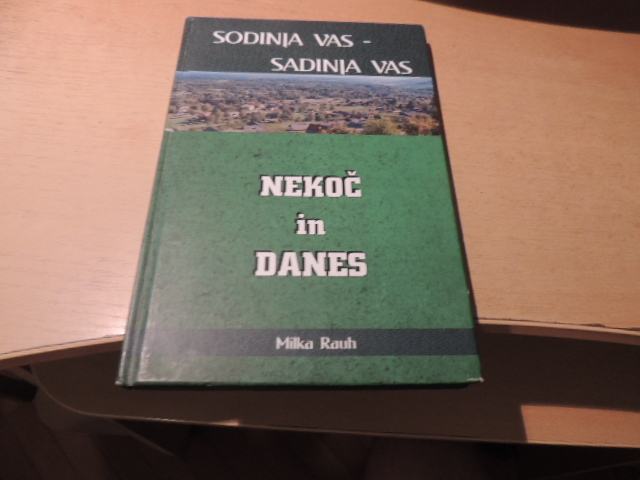 SODINJA VAS -
SADINJA VAS
NEKOČ
in
DANES
Milka Rauh